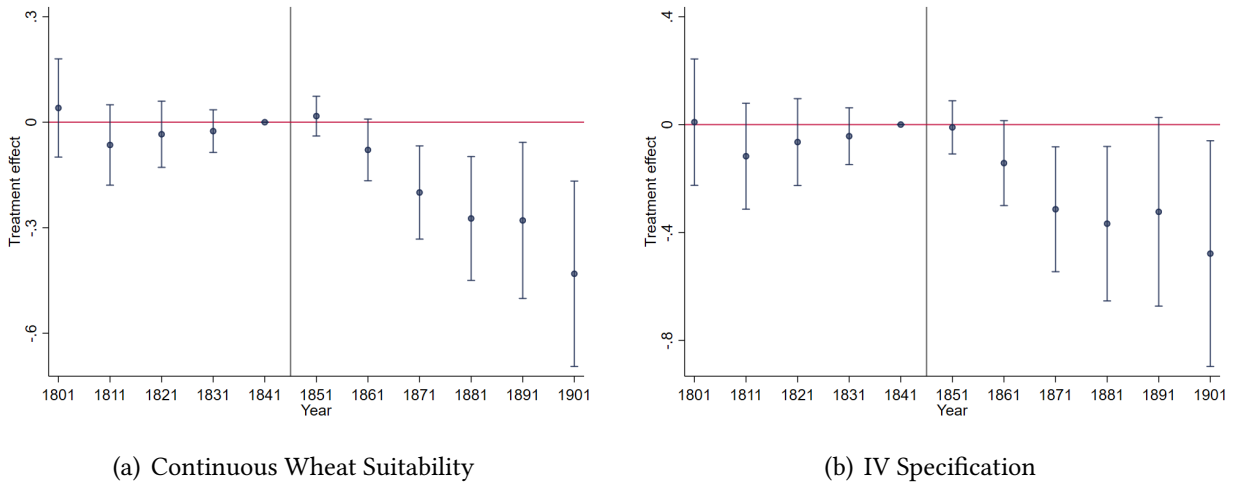 .3
0
-.3
-.6
Treatment effect
1801 1811 1821 1831 1841 1851 1861 1871 1881 1891 1901
Year
(a) Continuous Wheat Suitability
.4
0
-.4
-.8
Treatment effect
1801 1811 1821 1831 1841 1851 1861 1871 1881 1891 1901
Year
(b) IV Specification